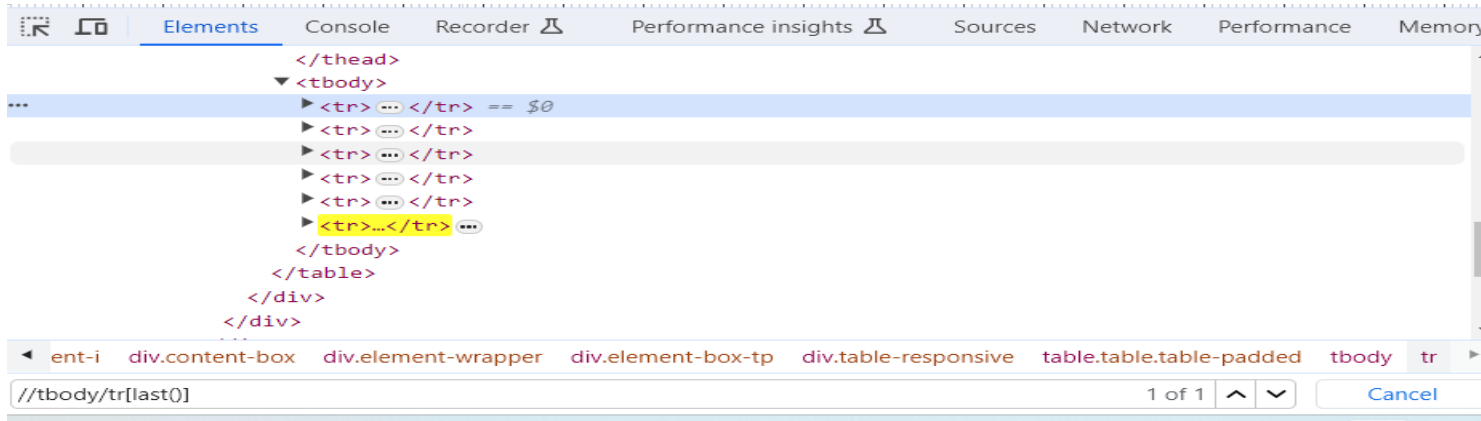 Elements Console Recorder Performance insights Sources Network Performance Memory
</thead>
▼<tbody>
... ▶<tr>…</tr> == $0
▶<tr>…</tr>
▶<tr>…</tr>
▶<tr>…</tr>
▶<tr>…</tr>
▶<tr>…</tr>…
</tbody>
</table>
</div>
</div>
ent-i div.content-box div.element-wrapper div.element-box-tp div.table-responsive table.table.table-padded tbody tr
//tbody/tr[last()] 1 of 1 Cancel